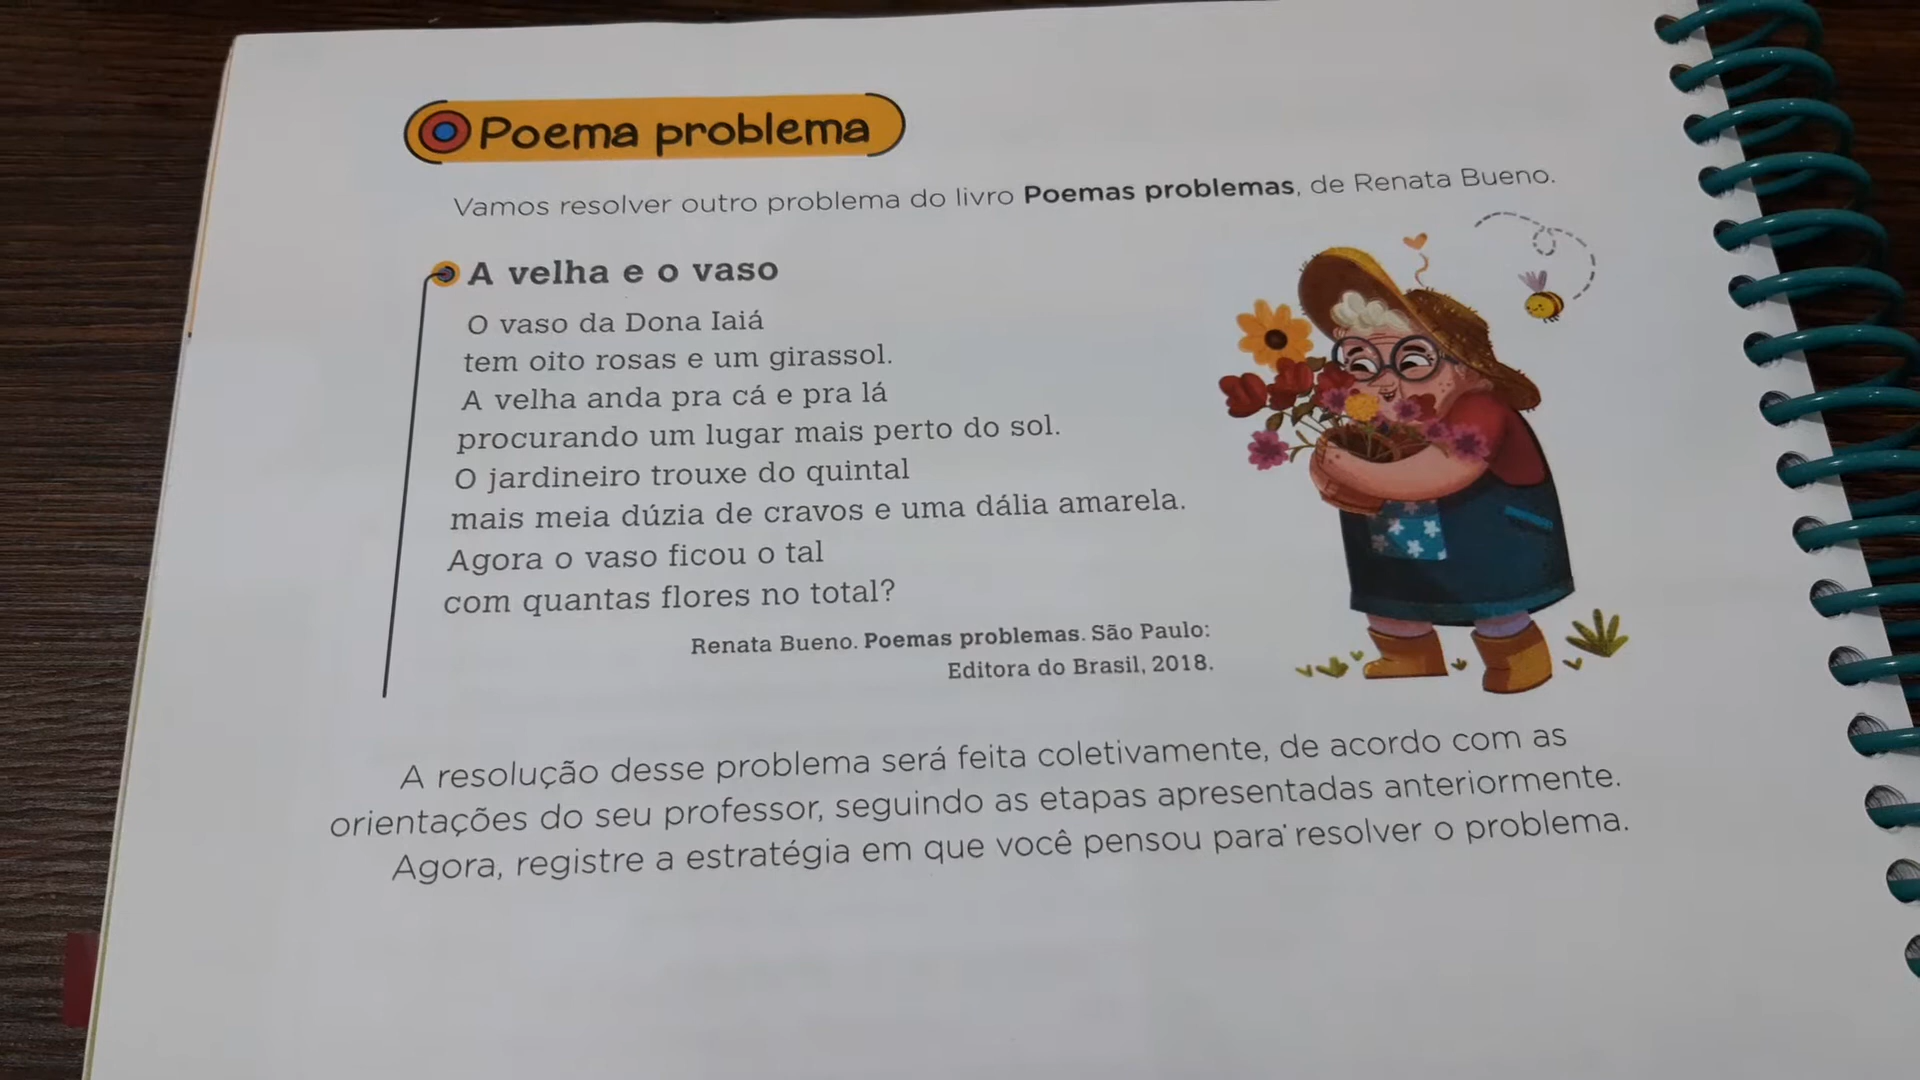 Poema problema
Vamos resolver outro problema do livro Poemas problemas, de Renata Bueno.
A velha e o vaso
O vaso da Dona Iaiá
tem oito rosas e um girassol.
A velha anda pra cá e pra lá
procurando um lugar mais perto do sol.
O jardineiro trouxe do quintal
mais meia dúzia de cravos e uma dália amarela.
Agora o vaso ficou o tal
com quantas flores no total?
Renata Bueno. Poemas problemas. São Paulo:
Editora do Brasil, 2018.
A resolução desse problema será feita coletivamente, de acordo com as
orientações do seu professor, seguindo as etapas apresentadas anteriormente.
Agora, registre a estratégia em que você pensou para resolver o problema.